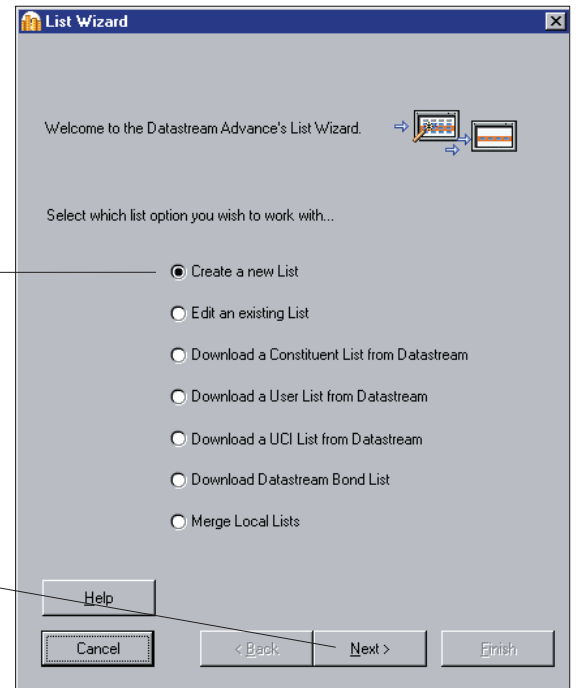 List Wizard
Welcome to the Datastream Advance's List Wizard.
Select which list option you wish to work with...
Create a new List
Edit an existing List
Download a Constituent List from Datastream
Download a User List from Datastream
Download a UCI List from Datastream
Download Datastream Bond List
Merge Local Lists
Help
Cancel
< Back
Next >
Finish